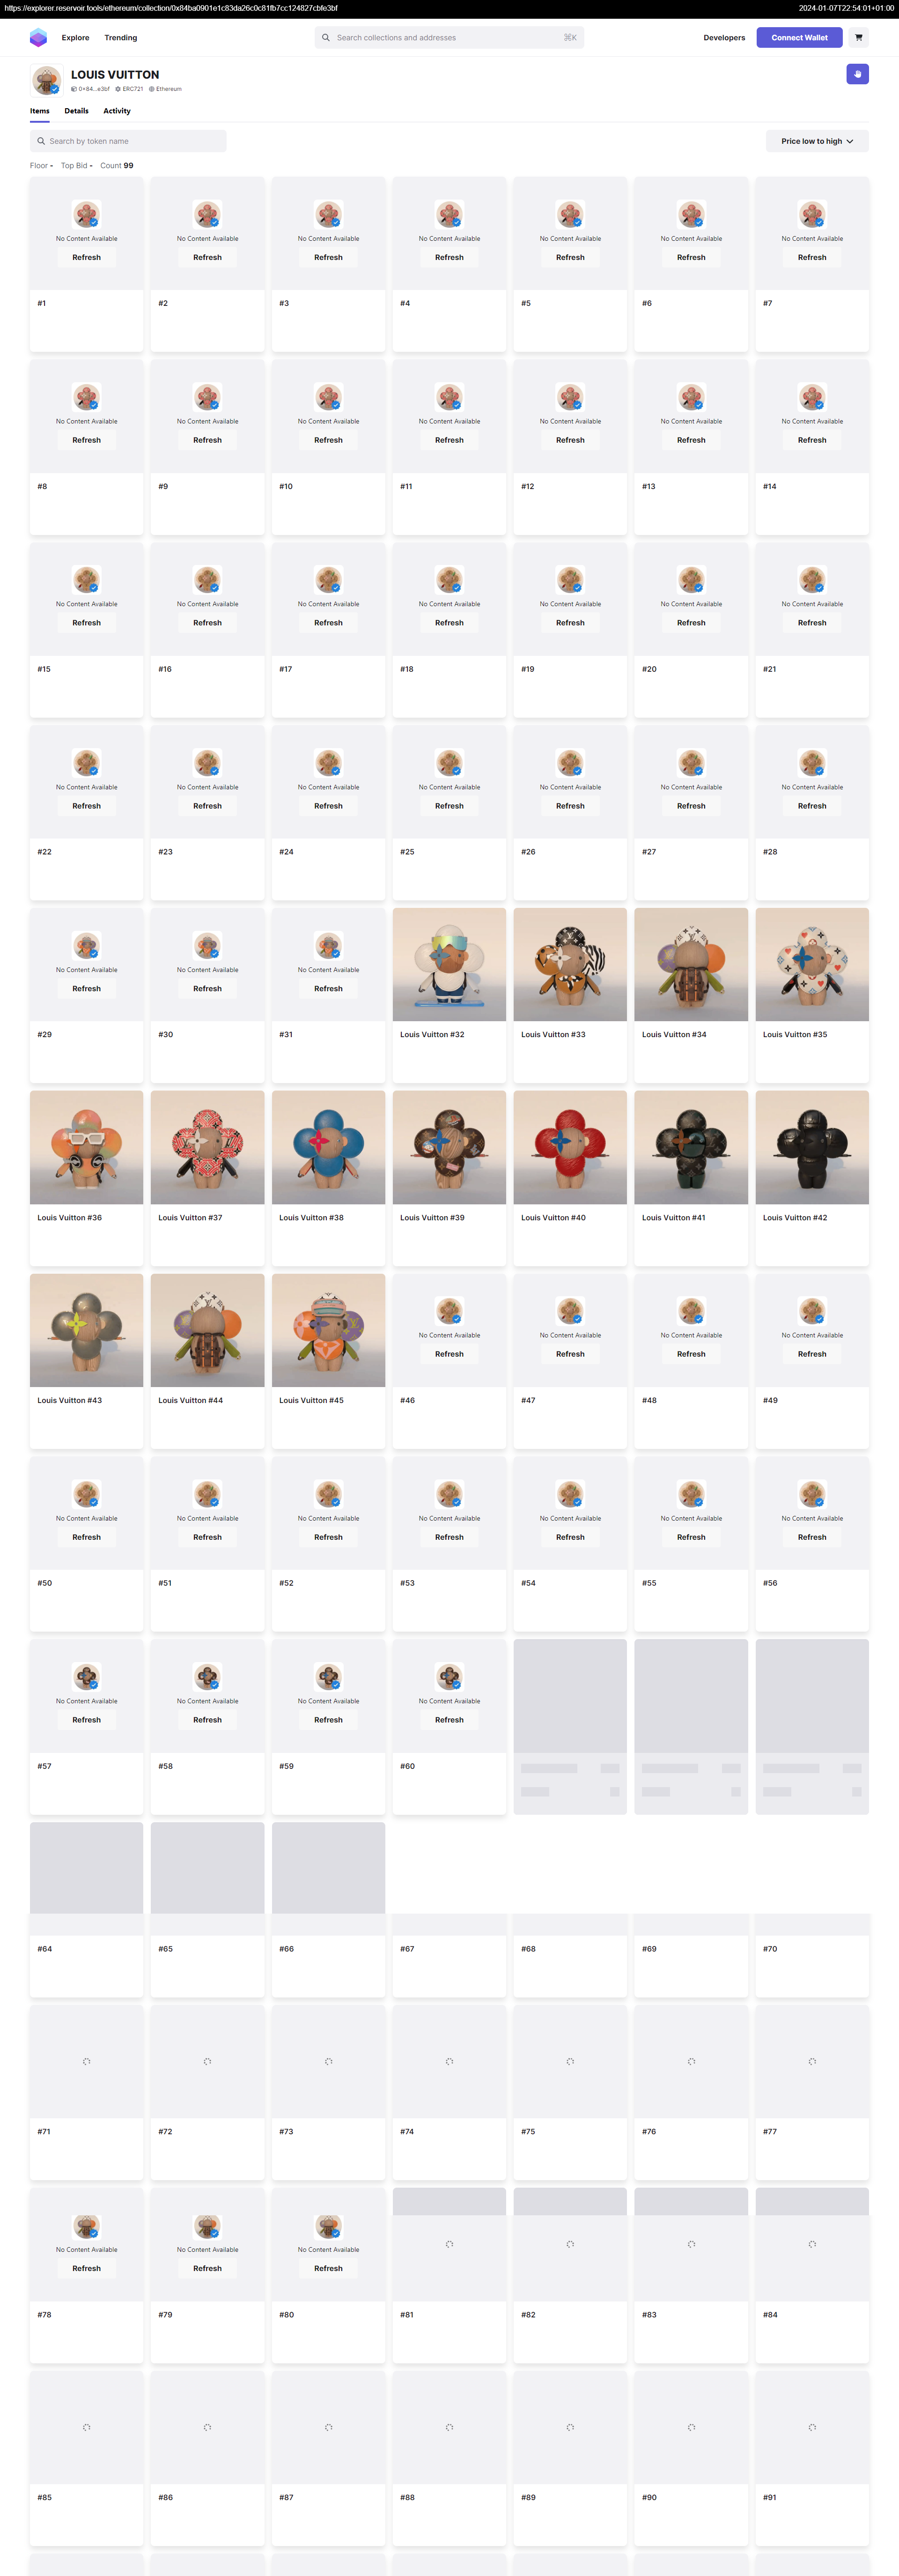 https://explorer.reservoir.tools/ethereum/collection/0x84ba0901e1c83da26c0c81fb7cc124827cbfe3bf 2024-01-07T22:54:01+01:00
Explore Trending Search collections and addresses ⌘K Developers Connect Wallet
LOUIS VUITTON
0x84...e3bf ERC721 Ethereum
Items Details Activity
Search by token name Price low to high
Floor - Top Bid - Count 99
No Content Available No Content Available No Content Available No Content Available No Content Available No Content Available No Content Available
Refresh Refresh Refresh Refresh Refresh Refresh Refresh
#1 #2 #3 #4 #5 #6 #7
No Content Available No Content Available No Content Available No Content Available No Content Available No Content Available No Content Available
Refresh Refresh Refresh Refresh Refresh Refresh Refresh
#8 #9 #10 #11 #12 #13 #14
No Content Available No Content Available No Content Available No Content Available No Content Available No Content Available No Content Available
Refresh Refresh Refresh Refresh Refresh Refresh Refresh
#15 #16 #17 #18 #19 #20 #21
No Content Available No Content Available No Content Available No Content Available No Content Available No Content Available No Content Available
Refresh Refresh Refresh Refresh Refresh Refresh Refresh
#22 #23 #24 #25 #26 #27 #28
No Content Available No Content Available No Content Available
Refresh Refresh Refresh
#29 #30 #31 Louis Vuitton #32 Louis Vuitton #33 Louis Vuitton #34 Louis Vuitton #35
Louis Vuitton #36 Louis Vuitton #37 Louis Vuitton #38 Louis Vuitton #39 Louis Vuitton #40 Louis Vuitton #41 Louis Vuitton #42
No Content Available No Content Available No Content Available No Content Available
Refresh Refresh Refresh Refresh
Louis Vuitton #43 Louis Vuitton #44 Louis Vuitton #45 #46 #47 #48 #49
No Content Available No Content Available No Content Available No Content Available No Content Available No Content Available No Content Available
Refresh Refresh Refresh Refresh Refresh Refresh Refresh
#50 #51 #52 #53 #54 #55 #56
No Content Available No Content Available No Content Available No Content Available
Refresh Refresh Refresh Refresh
#57 #58 #59 #60
#64 #65 #66 #67 #68 #69 #70
#71 #72 #73 #74 #75 #76 #77
No Content Available No Content Available No Content Available
Refresh Refresh Refresh
#78 #79 #80 #81 #82 #83 #84
#85 #86 #87 #88 #89 #90 #91